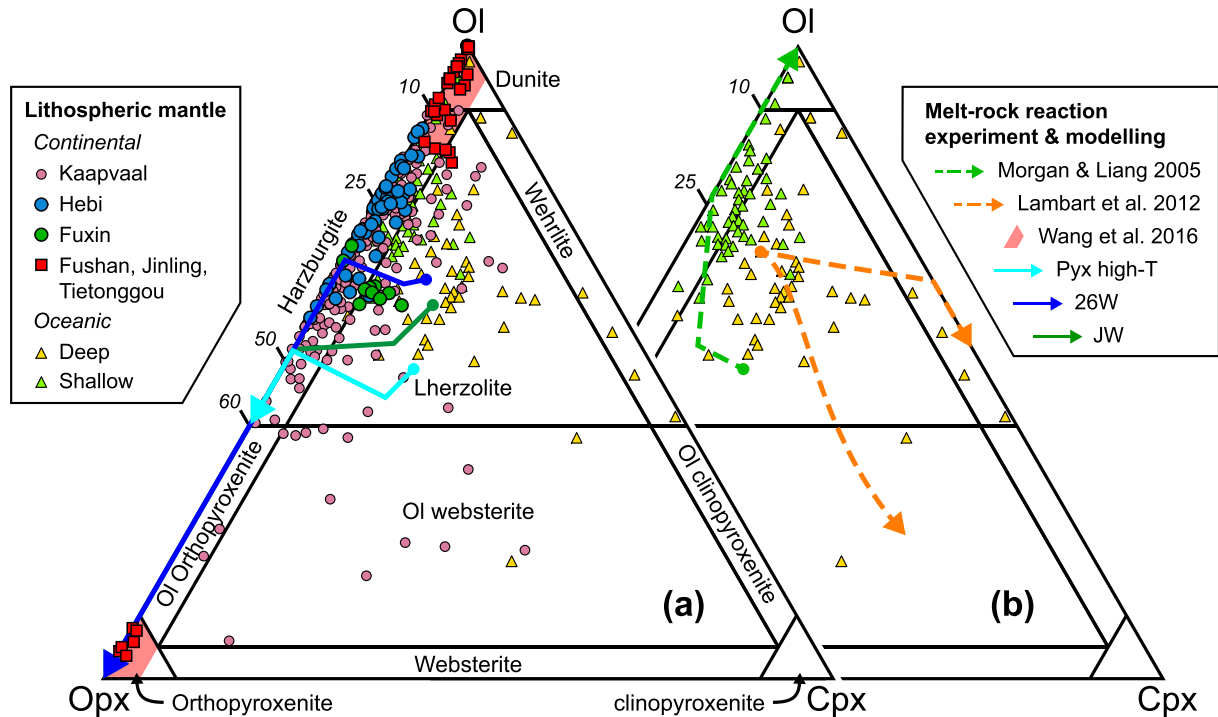 Ol
Ol
Lithospheric mantle
Continental
Kaapvaal
Hebi
Fuxin
Fushan, Jinling,
Tietonggou
Oceanic
Deep
Shallow
10
25
50
60
Dunite
Harzburgite
Wehrlite
Lherzolite
Ol Orthopyroxenite
Ol websterite
Ol clinopyroxenite
(a)
Websterite
Opx
Orthopyroxenite
clinopyroxenite
Cpx
10
25
(b)
Cpx
Melt-rock reaction
experiment & modelling
Morgan & Liang 2005
Lambart et al. 2012
Wang et al. 2016
Pyx high-T
26W
JW